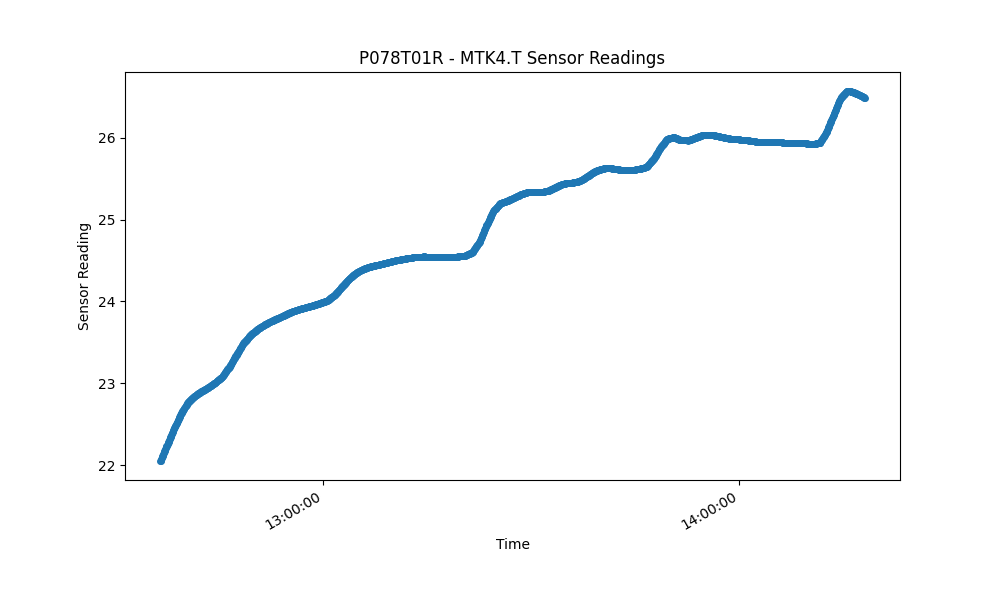 P078T01R - MTK4.T Sensor Readings
Sensor Reading
26
25
24
23
22
13:00:00
14:00:00
Time